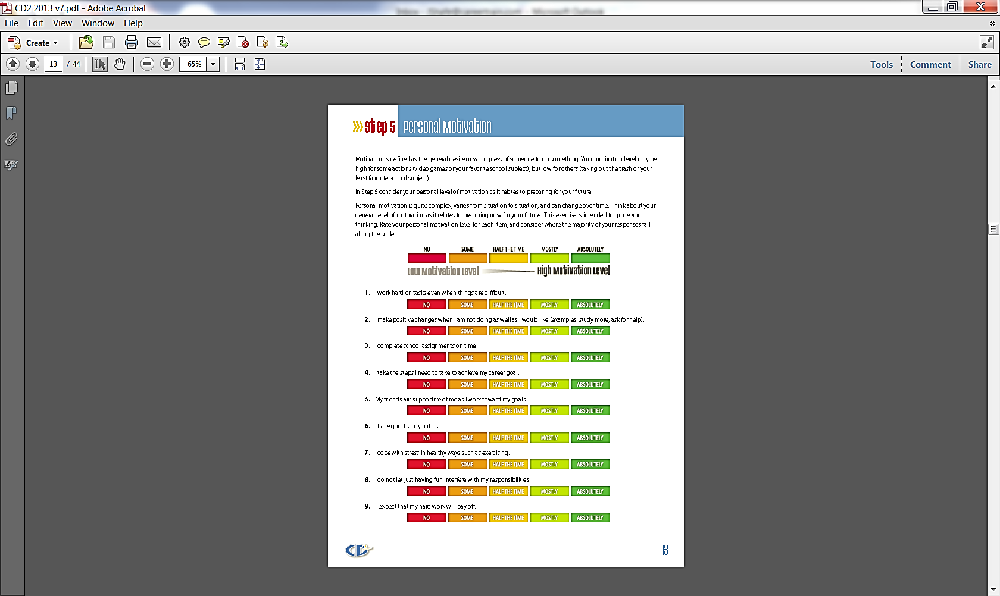 CD2 2013 v7.pdf - Adobe Acrobat
File Edit View Window Help
Create
13 / 44 65% Tools Comment Share
step 5 Personal Motivation
Motivation is defined as the general desire or willingness of someone to do something. Your motivation level may be
high for some actions (video games or your favorite school subject), but low for others (taking out the trash or your
least favorite school subject).
In Step 5 consider your personal level of motivation as it relates to preparing for your future.
Personal motivation is quite complex, varies from situation to situation, and can change over time. Think about your
general level of motivation as it relates to preparing now for your future. This exercise is intended to guide your
thinking. Rate your personal motivation level for each item, and consider where the majority of your responses fall
along the scale.
NO SOME HALF THE TIME MOSTLY ABSOLUTELY
Low Motivation Level High Motivation Level
1. I work hard on tasks even when things are difficult.
NO SOME HALF THE TIME MOSTLY ABSOLUTELY
2. I make positive changes when I am not doing as well as I would like (examples: study more, ask for help).
NO SOME HALF THE TIME MOSTLY ABSOLUTELY
3. I complete school assignments on time.
NO SOME HALF THE TIME MOSTLY ABSOLUTELY
4. I take the steps I need to take to achieve my career goal.
NO SOME HALF THE TIME MOSTLY ABSOLUTELY
5. My friends are supportive of me as I work toward my goals.
NO SOME HALF THE TIME MOSTLY ABSOLUTELY
6. I have good study habits.
NO SOME HALF THE TIME MOSTLY ABSOLUTELY
7. I cope with stress in healthy ways such as exercising.
NO SOME HALF THE TIME MOSTLY ABSOLUTELY
8. I do not let just having fun interfere with my responsibilities.
NO SOME HALF THE TIME MOSTLY ABSOLUTELY
9. I expect that my hard work will pay off.
NO SOME HALF THE TIME MOSTLY ABSOLUTELY
CD 13